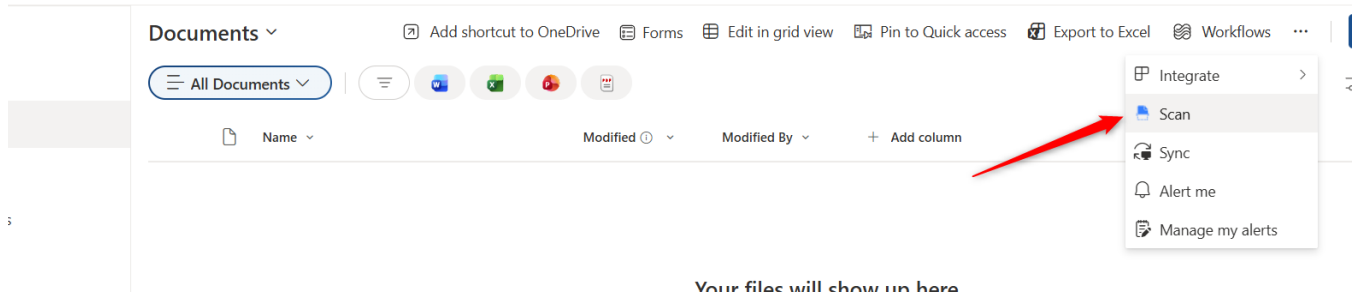 Documents
Add shortcut to OneDrive Forms Edit in grid view Pin to Quick access Export to Excel Workflows ...
All Documents
Name Modified Modified By + Add column
Integrate
Scan
Sync
Alert me
Manage my alerts
s
Your files will show up here